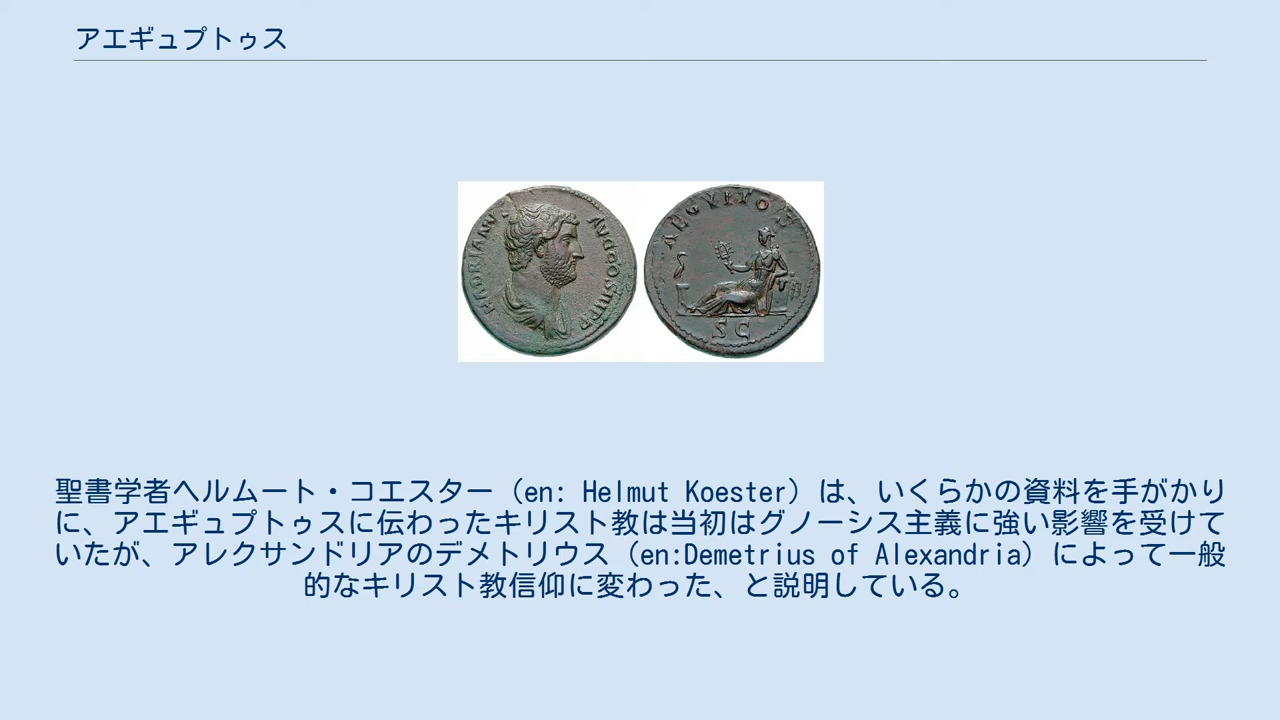 アエギュプトゥス
HADRIANVS
AVG COS III P P
AEGYPTOS
S C
聖書学者ヘルムート・コエスター（en: Helmut Koester）は、いくらかの資料を手がかり
に、アエギュプトゥスに伝わったキリスト教は当初はグノーシス主義に強い影響を受けて
いたが、アレクサンドリアのデメトリウス（en:Demetrius of Alexandria）によって一般
的なキリスト教信仰に変わった、と説明している。